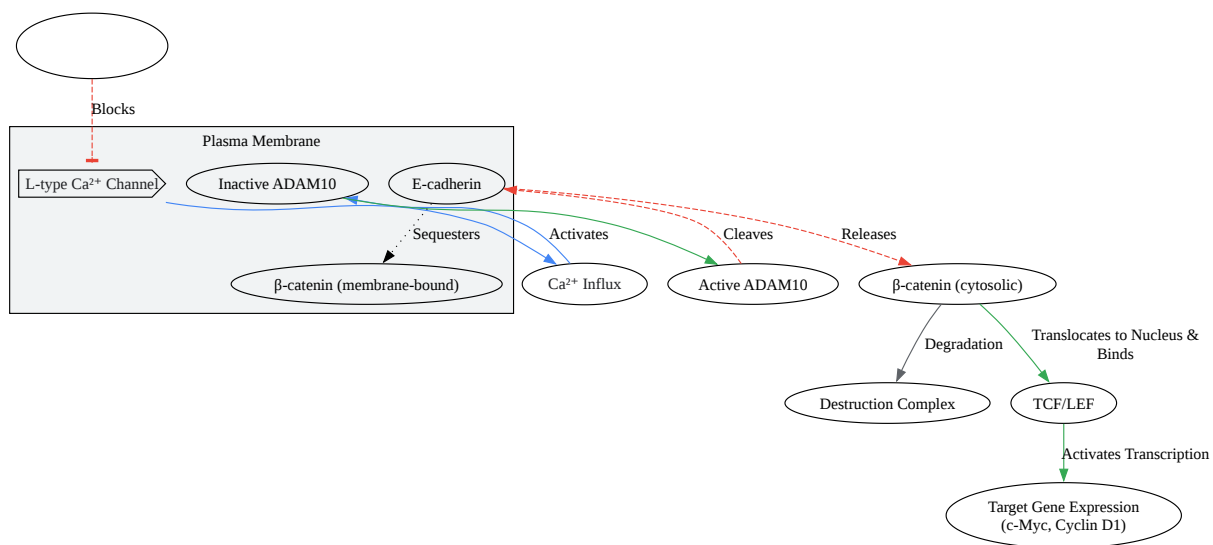 Blocks
Plasma Membrane
L-type Ca²⁺ Channel
Inactive ADAM10
E-cadherin
Sequesters
Activates
Cleaves
Releases
β-catenin (membrane-bound)
Ca²⁺ Influx
Active ADAM10
β-catenin (cytosolic)
Degradation
Translocates to Nucleus &
Binds
Destruction Complex
TCF/LEF
Activates Transcription
Target Gene Expression
(c-Myc, Cyclin D1)